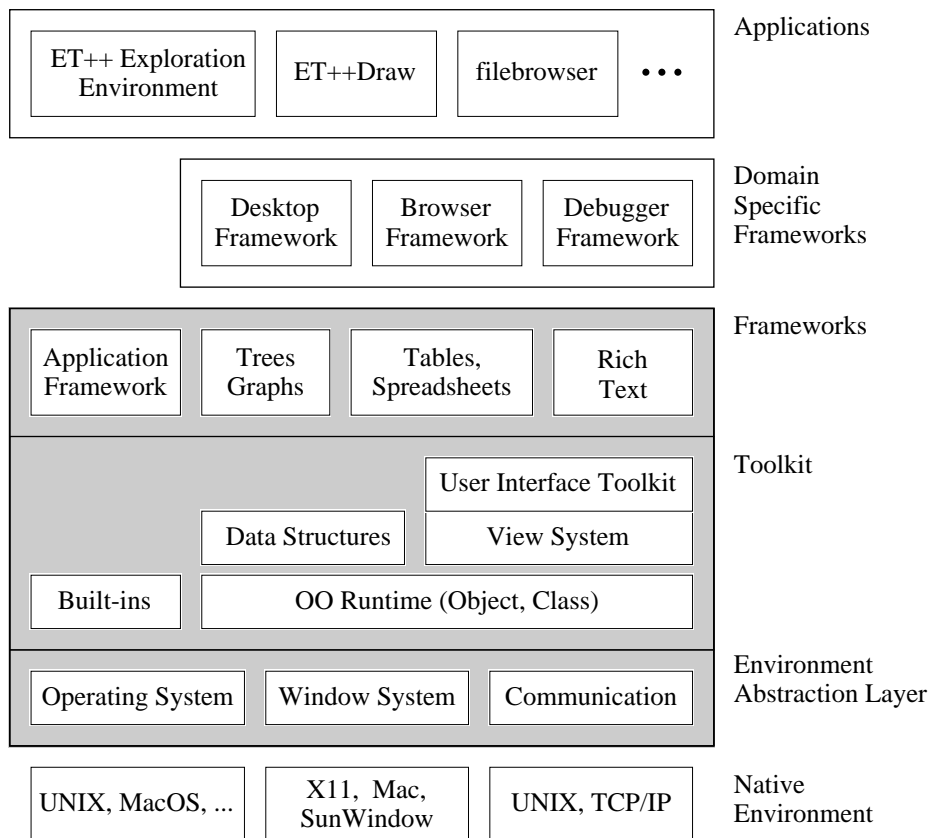 Applications
ET++ Exploration
Environment
ET++Draw
filebrowser
•••
Domain
Specific
Frameworks
Desktop
Framework
Browser
Framework
Debugger
Framework
Frameworks
Application
Framework
Trees
Graphs
Tables,
Spreadsheets
Rich
Text
Toolkit
User Interface Toolkit
Data Structures
View System
Built-ins
OO Runtime (Object, Class)
Environment
Abstraction Layer
Operating System
Window System
Communication
Native
Environment
UNIX, MacOS, ...
X11, Mac,
SunWindow
UNIX, TCP/IP